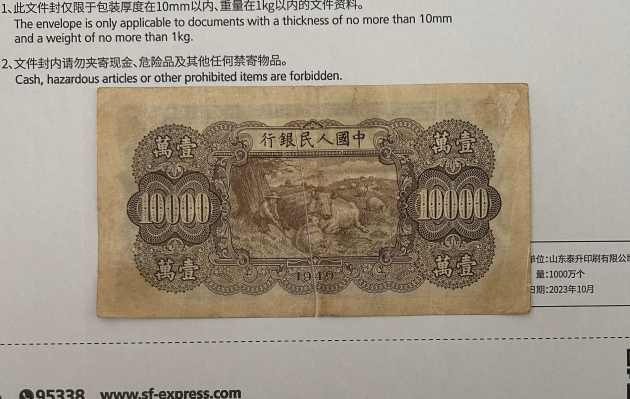 1、此文件封仅限于包装厚度在10mm以内、重量在1kg以内的文件资料。
The envelope is only applicable to documents with a thickness of no more than 10mm
and a weight of no more than 1kg.
2、文件封内请勿夹寄现金、危险品及其他任何禁寄物品。
Cash, hazardous articles or other prohibited items are forbidden.
行銀民人國中
萬壹
萬壹
10000
10000
萬壹
萬壹
1949
单位:山东泰升印刷有限公司
量:1000万个
日期:2023年10月
95338 www.sf-express.com